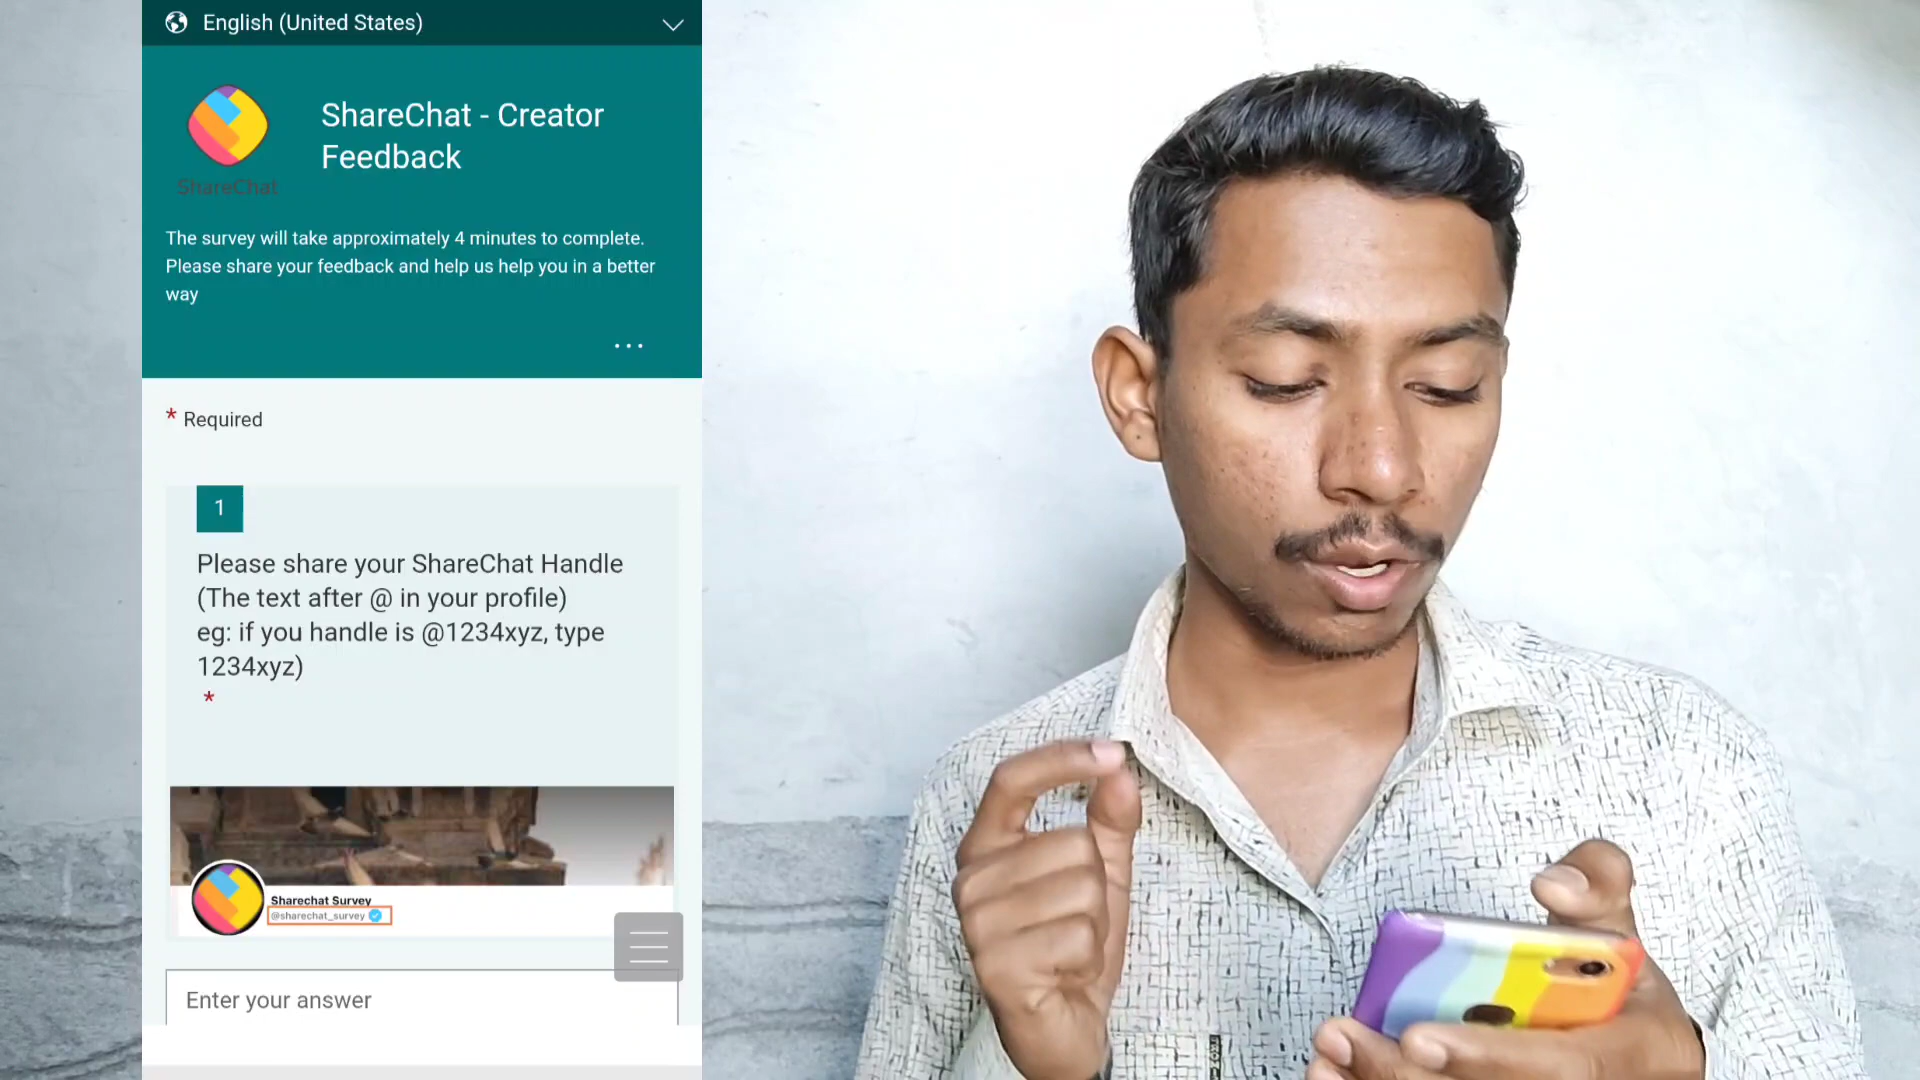 English (United States)
ShareChat - Creator
Feedback
ShareChat
The survey will take approximately 4 minutes to complete.
Please share your feedback and help us help you in a better
way
* Required
1
Please share your ShareChat Handle
(The text after @ in your profile)
eg: if you handle is @1234xyz, type
1234xyz)
*
Sharechat Survey
@sharechat_survey
Enter your answer